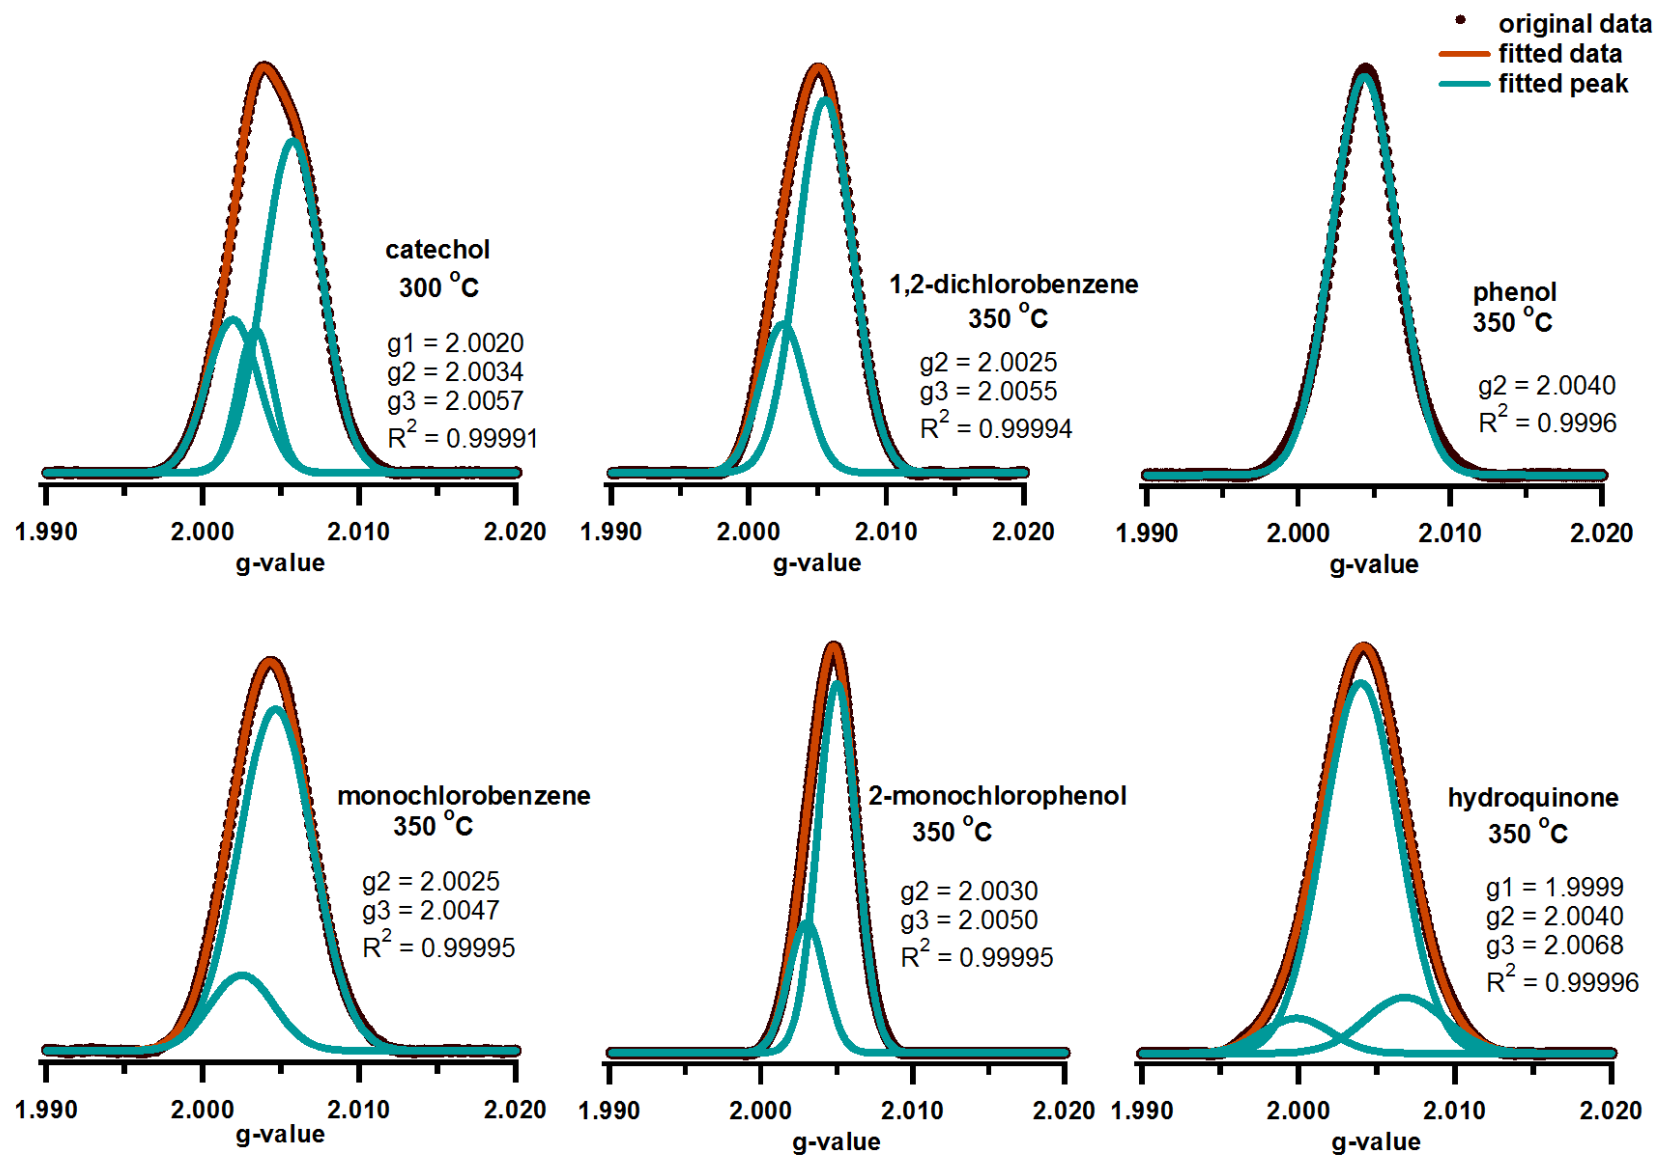 original data
fitted data
fitted peak
catechol
300 °C
g1 = 2.0020
g2 = 2.0034
g3 = 2.0057
R² = 0.99991
1.990 2.000 2.010 2.020
g-value
1,2-dichlorobenzene
350 °C
g2 = 2.0025
g3 = 2.0055
R² = 0.99994
1.990 2.000 2.010 2.020
g-value
phenol
350 °C
g2 = 2.0040
R² = 0.9996
1.990 2.000 2.010 2.020
g-value
monochlorobenzene
350 °C
g2 = 2.0025
g3 = 2.0047
R² = 0.99995
1.990 2.000 2.010 2.020
g-value
2-monochlorophenol
350 °C
g2 = 2.0030
g3 = 2.0050
R² = 0.99995
1.990 2.000 2.010 2.020
g-value
hydroquinone
350 °C
g1 = 1.9999
g2 = 2.0040
g3 = 2.0068
R² = 0.99996
1.990 2.000 2.010 2.020
g-value